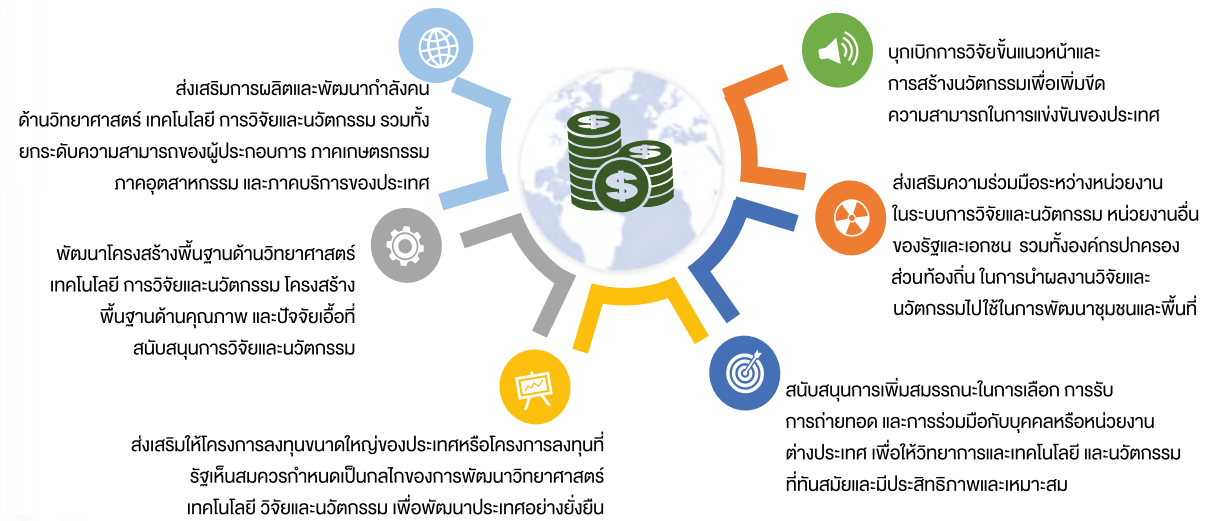 บุกเบิกการวิจัยขั้นแนวหน้าและ
การสร้างนวัตกรรมเพื่อเพิ่มขีด
ความสามารถในการแข่งขันของประเทศ
ส่งเสริมความร่วมมือระหว่างหน่วยงาน
ในระบบการวิจัยและนวัตกรรม หน่วยงานอื่น
ของรัฐและเอกชน รวมทั้งองค์กรปกครอง
ส่วนท้องถิ่น ในการนำผลงานวิจัยและ
นวัตกรรมไปใช้ในการพัฒนาชุมชนและพื้นที่
สนับสนุนการเพิ่มสมรรถนะในการเลือก การรับ
การถ่ายทอด และการร่วมมือกับบุคคลหรือหน่วยงาน
ต่างประเทศ เพื่อให้วิทยาการและเทคโนโลยี และนวัตกรรม
ที่ทันสมัยและมีประสิทธิภาพและเหมาะสม
ส่งเสริมให้โครงการลงทุนขนาดใหญ่ของประเทศหรือโครงการลงทุนที่
รัฐเห็นสมควรกำหนดเป็นกลไกของการพัฒนาวิทยาศาสตร์
เทคโนโลยี วิจัยและนวัตกรรม เพื่อพัฒนาประเทศอย่างยั่งยืน
พัฒนาโครงสร้างพื้นฐานด้านวิทยาศาสตร์
เทคโนโลยี การวิจัยและนวัตกรรม โครงสร้าง
พื้นฐานด้านคุณภาพ และปัจจัยเอื้อที่
สนับสนุนการวิจัยและนวัตกรรม
ส่งเสริมการผลิตและพัฒนากำลังคน
ด้านวิทยาศาสตร์ เทคโนโลยี การวิจัยและนวัตกรรม รวมทั้ง
ยกระดับความสามารถของผู้ประกอบการ ภาคเกษตรกรรม
ภาคอุตสาหกรรม และภาคบริการของประเทศ